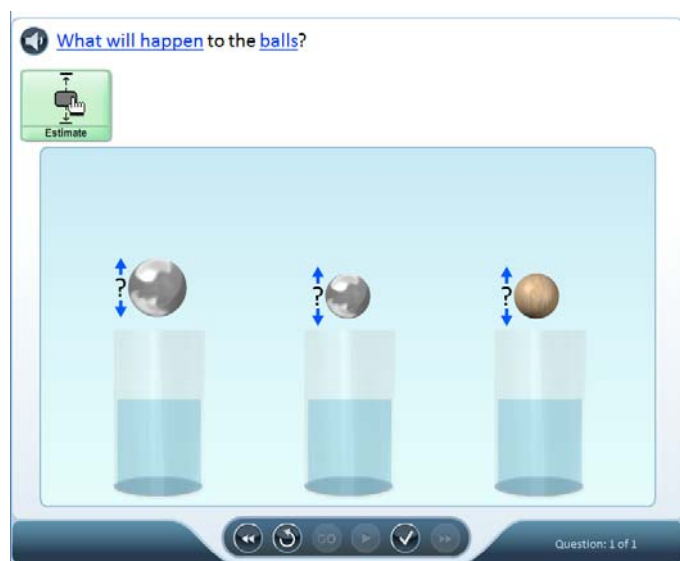 What will happen to the balls?
Estimate
? ? ?
GO
Question: 1 of 1